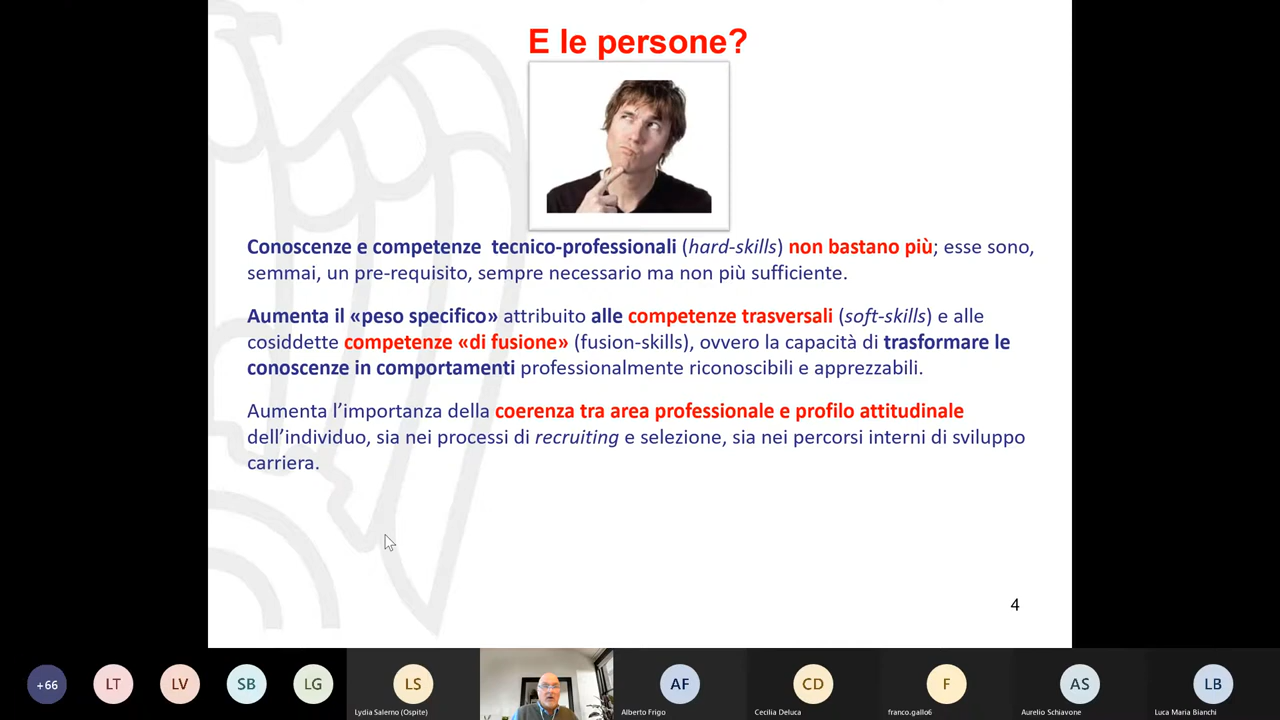 E le persone?
Conoscenze e competenze tecnico-professionali (hard-skills) non bastano più; esse sono,
semmai, un pre-requisito, sempre necessario ma non più sufficiente.
Aumenta il «peso specifico» attribuito alle competenze trasversali (soft-skills) e alle
cosiddette competenze «di fusione» (fusion-skills), ovvero la capacità di trasformare le
conoscenze in comportamenti professionalmente riconoscibili e apprezzabili.
Aumenta l’importanza della coerenza tra area professionale e profilo attitudinale
dell’individuo, sia nei processi di recruiting e selezione, sia nei percorsi interni di sviluppo
carriera.
4
+66 LT LV SB LG LS AF CD F AS LB
Lydia Salerno (Ospite) Alberto Frigo Cecilia Deluca franco.gallo6 Aurelio Schiavone Luca Maria Bianchi